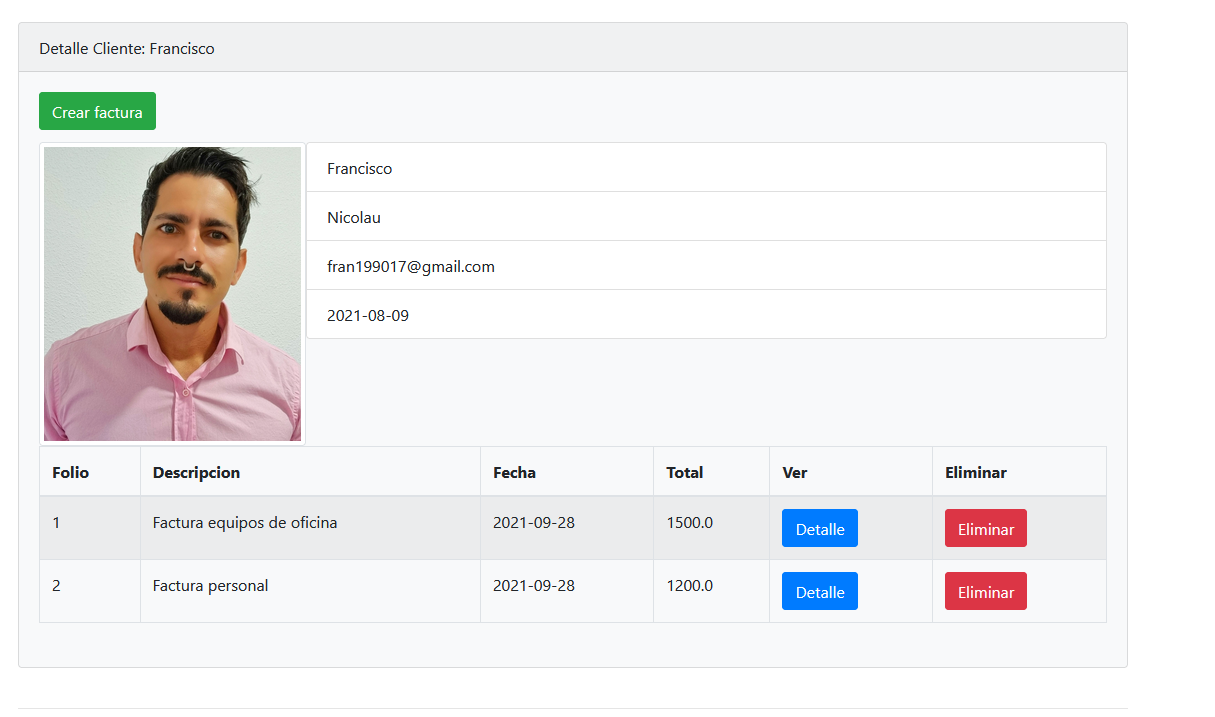 Detalle Cliente: Francisco
Crear factura
Francisco
Nicolau
fran199017@gmail.com
2021-08-09
Folio Descripcion Fecha Total Ver Eliminar
1 Factura equipos de oficina 2021-09-28 1500.0 Detalle Eliminar
2 Factura personal 2021-09-28 1200.0 Detalle Eliminar